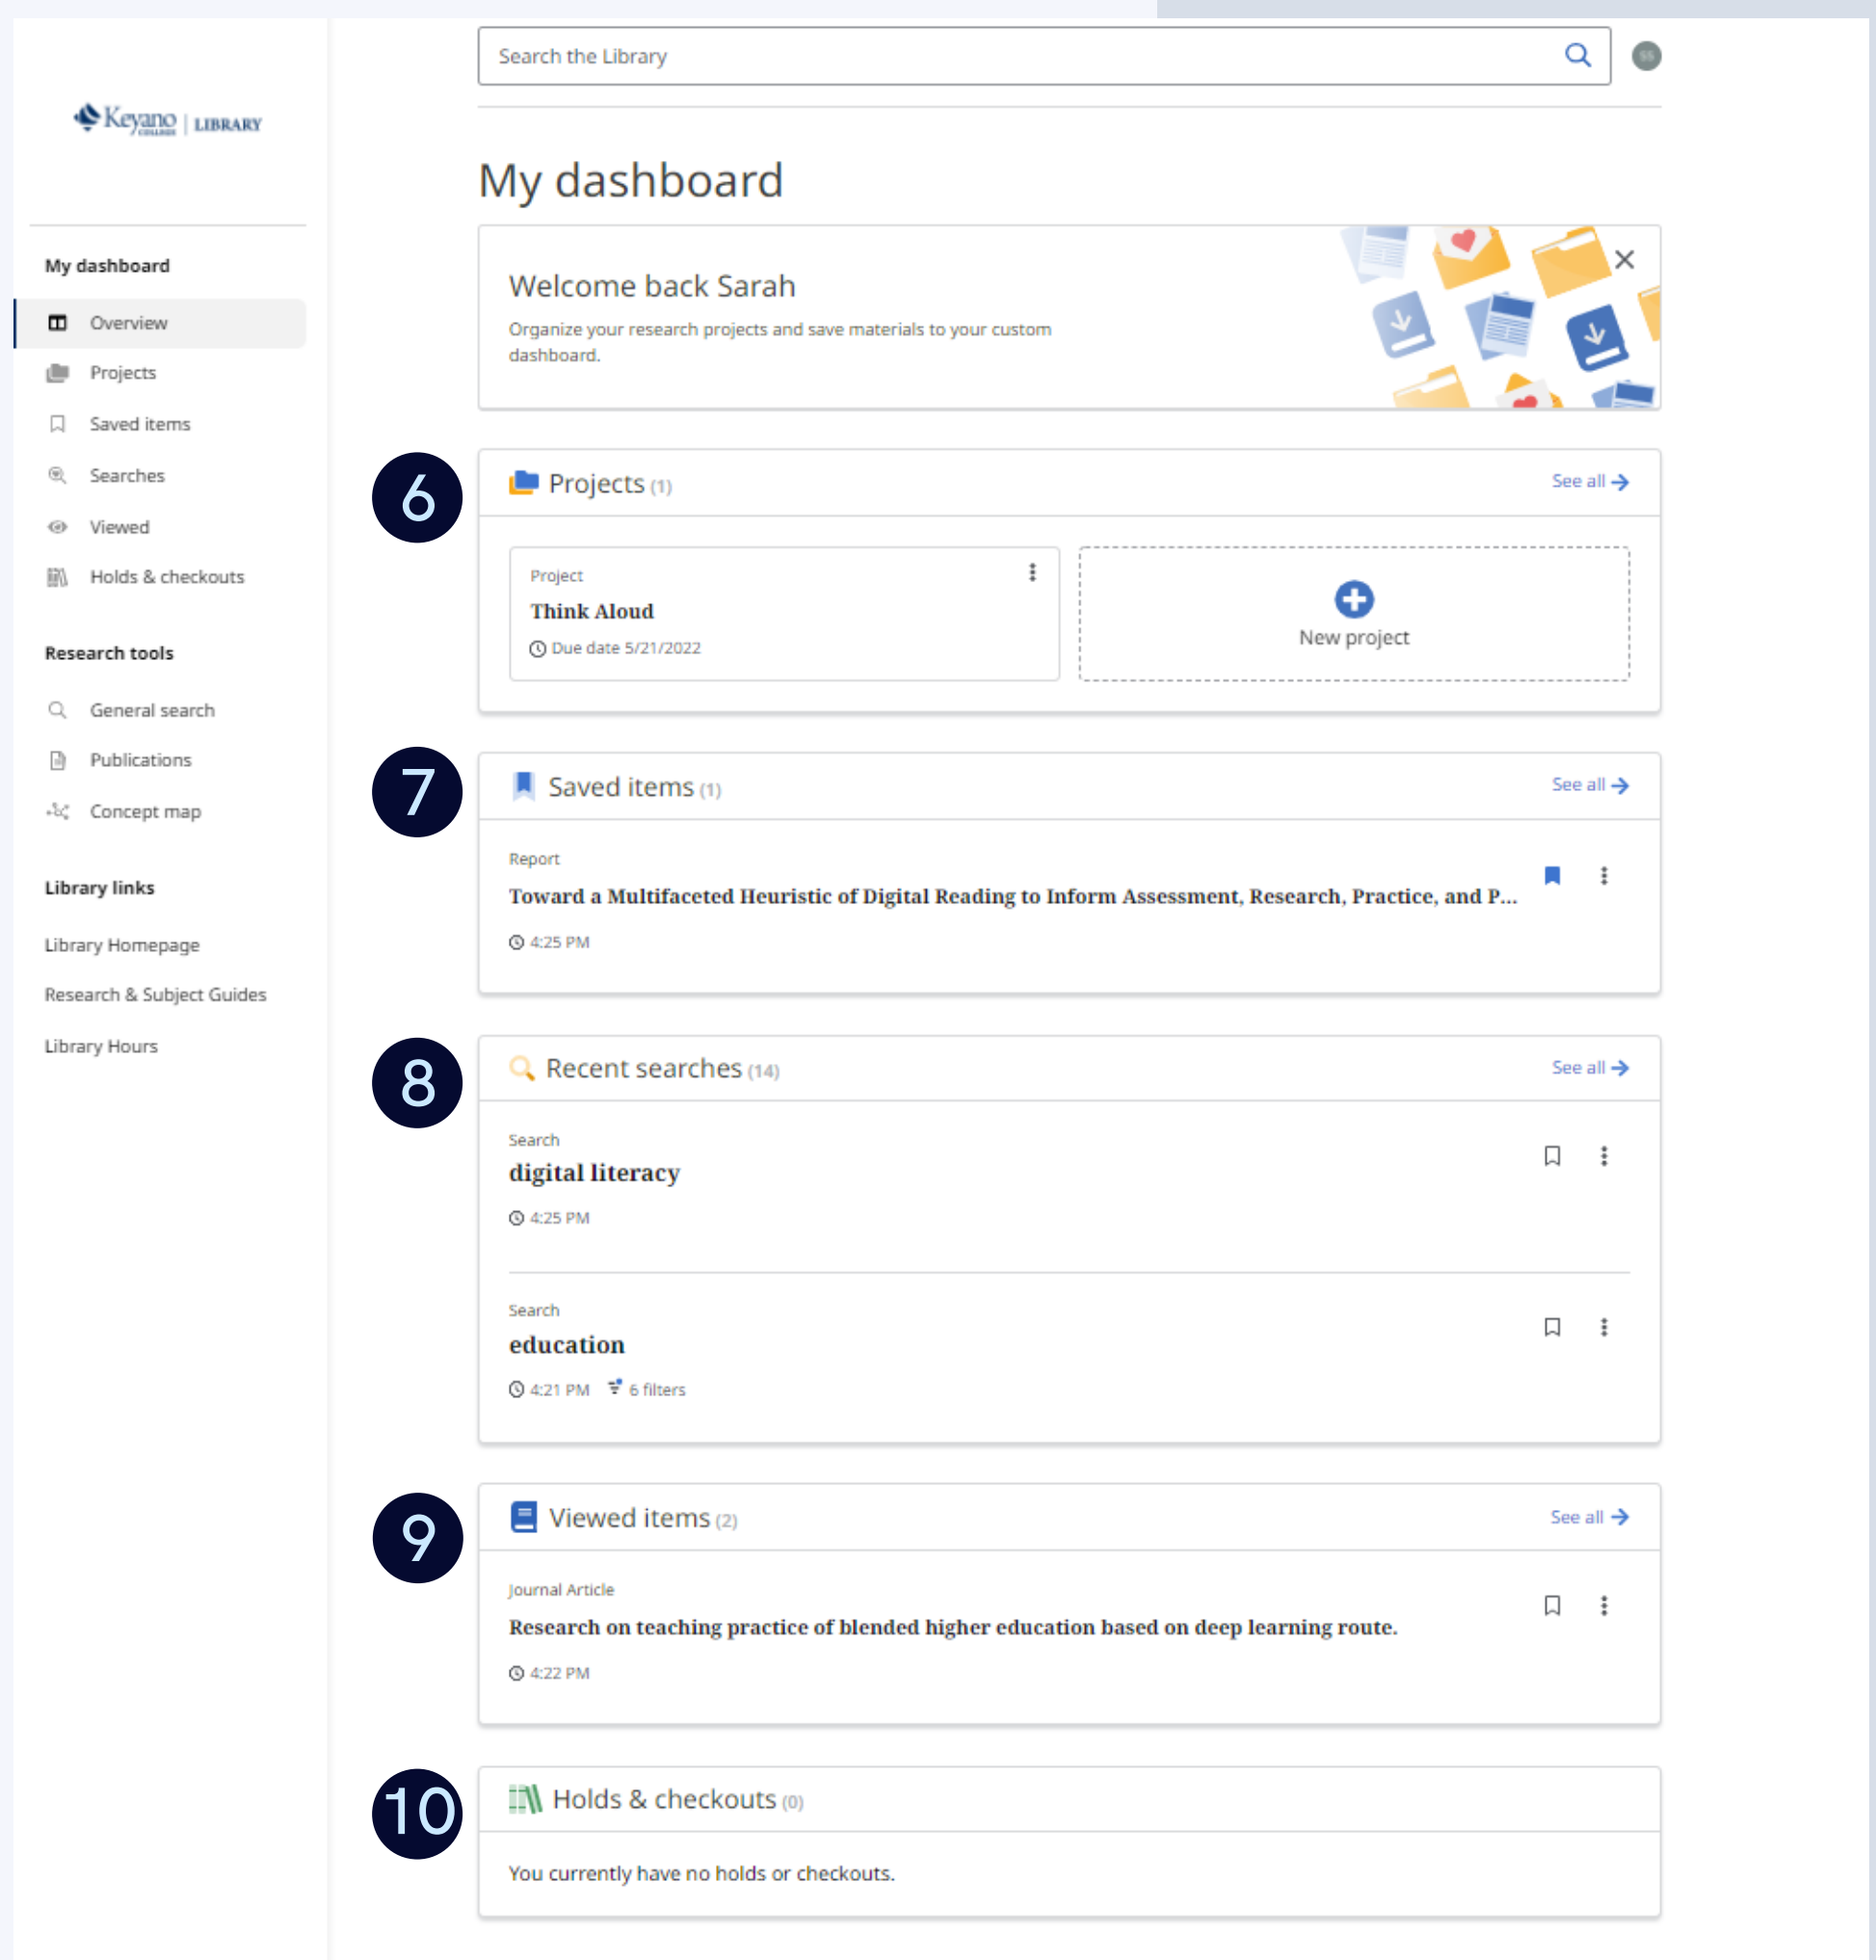 Search the Library
SS
Keyano
COLLEGE
LIBRARY
My dashboard
Overview
Projects
Saved items
Searches
Viewed
Holds & checkouts
Research tools
General search
Publications
Concept map
Library links
Library Homepage
Research & Subject Guides
Library Hours
My dashboard
Welcome back Sarah
Organize your research projects and save materials to your custom
dashboard.
6
Projects (1)
See all
Project
Think Aloud
Due date 5/21/2022
New project
7
Saved items (1)
See all
Report
Toward a Multifaceted Heuristic of Digital Reading to Inform Assessment, Research, Practice, and P...
4:25 PM
8
Recent searches (14)
See all
Search
digital literacy
4:25 PM
Search
education
4:21 PM 6 filters
9
Viewed items (2)
See all
Journal Article
Research on teaching practice of blended higher education based on deep learning route.
4:22 PM
10
Holds & checkouts (0)
You currently have no holds or checkouts.